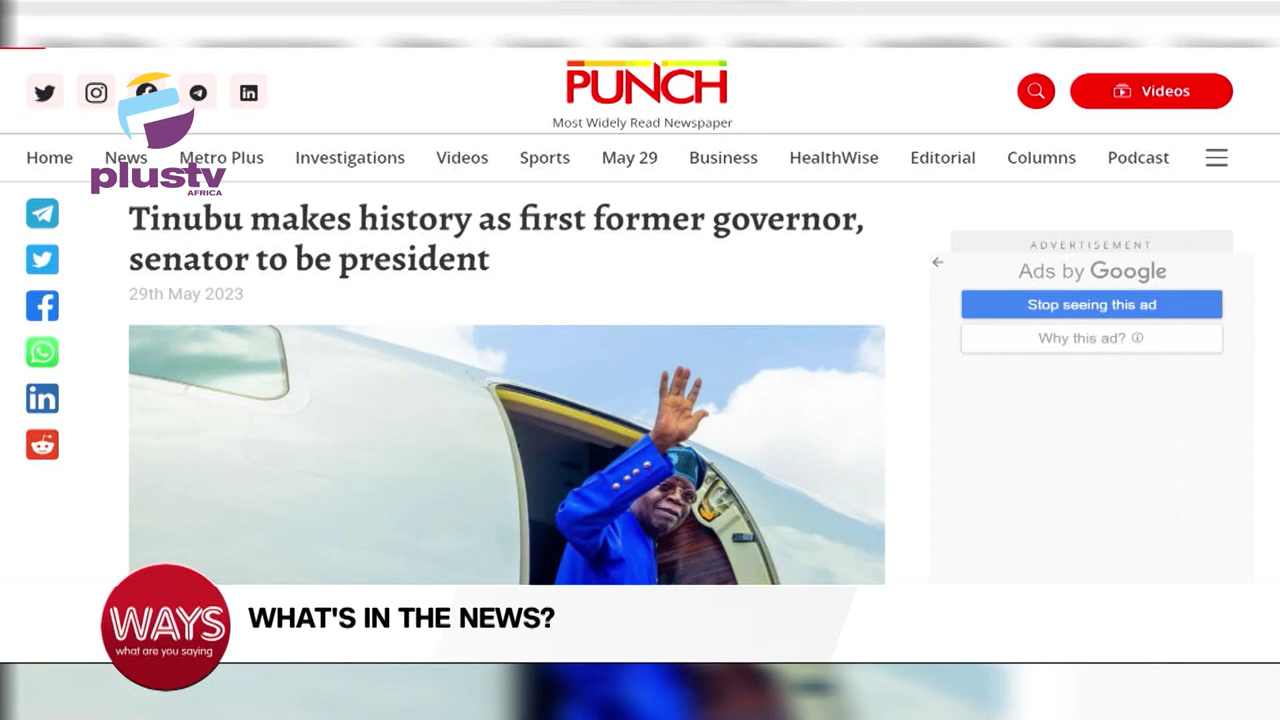 PUNCH
Most Widely Read Newspaper
Videos
Home News Metro Plus Investigations Videos Sports May 29 Business HealthWise Editorial Columns Podcast
plustv
AFRICA
Tinubu makes history as first former governor,
senator to be president
29th May 2023
ADVERTISEMENT
Ads by Google
Stop seeing this ad
Why this ad?
WAYS
what are you saying
WHAT'S IN THE NEWS?